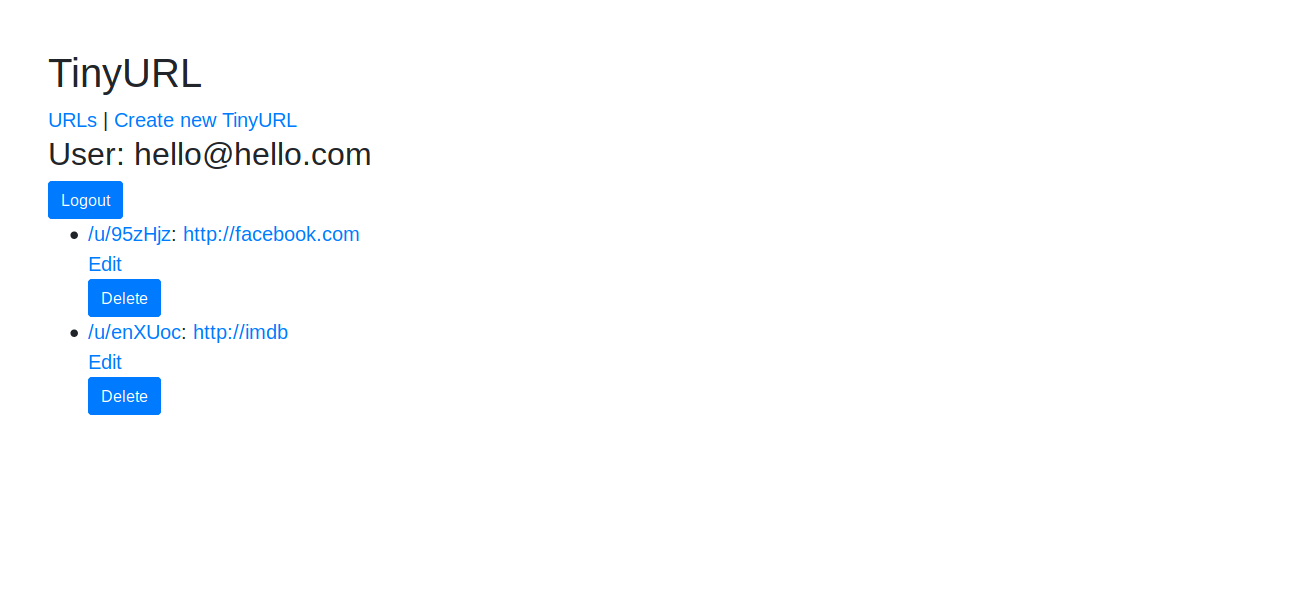 TinyURL
URLs | Create new TinyURL
User: hello@hello.com
Logout
/u/95zHjz: http://facebook.com
Edit
Delete
/u/enXUoc: http://imdb
Edit
Delete